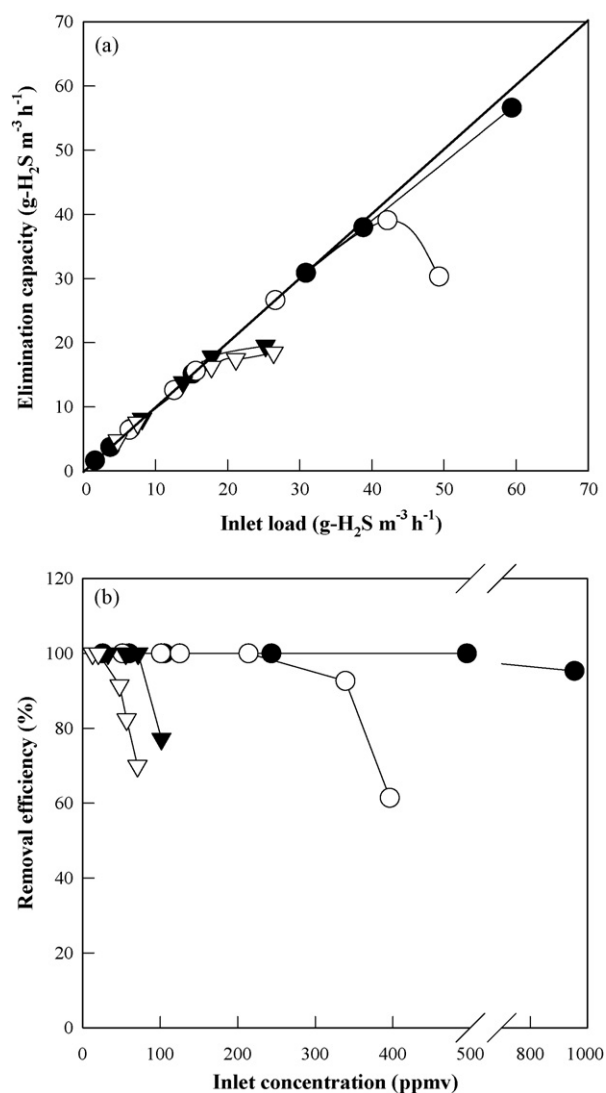 (a)
70
60
50
40
30
20
10
0
0 10 20 30 40 50 60 70
Elimination capacity (g-H₂S m⁻³ h⁻¹)
Inlet load (g-H₂S m⁻³ h⁻¹)
(b)
120
100
80
60
40
20
0
0 100 200 300 400 500 800 1000
Removal efficiency (%)
Inlet concentration (ppmv)